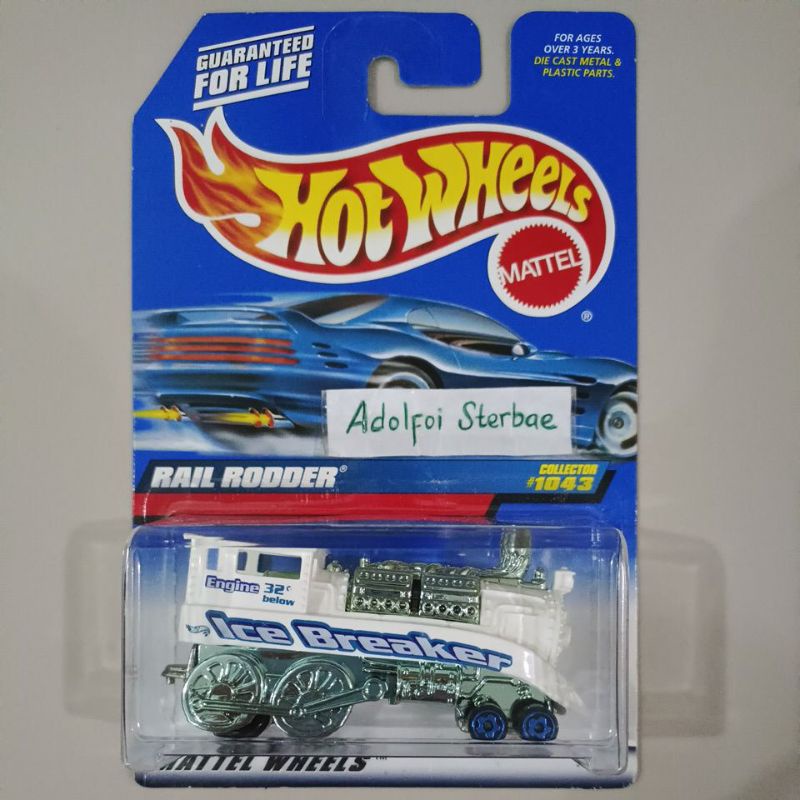 GUARANTEED
FOR LIFE
FOR AGES
OVER 3 YEARS.
DIE CAST METAL &
PLASTIC PARTS.
HOT WHEELS
MATTEL
®
Adolfoi Sterbae
RAIL RODDER®
COLLECTOR
#1043
Engine 32°
below
Ice Breaker
MATTEL WHEELS™